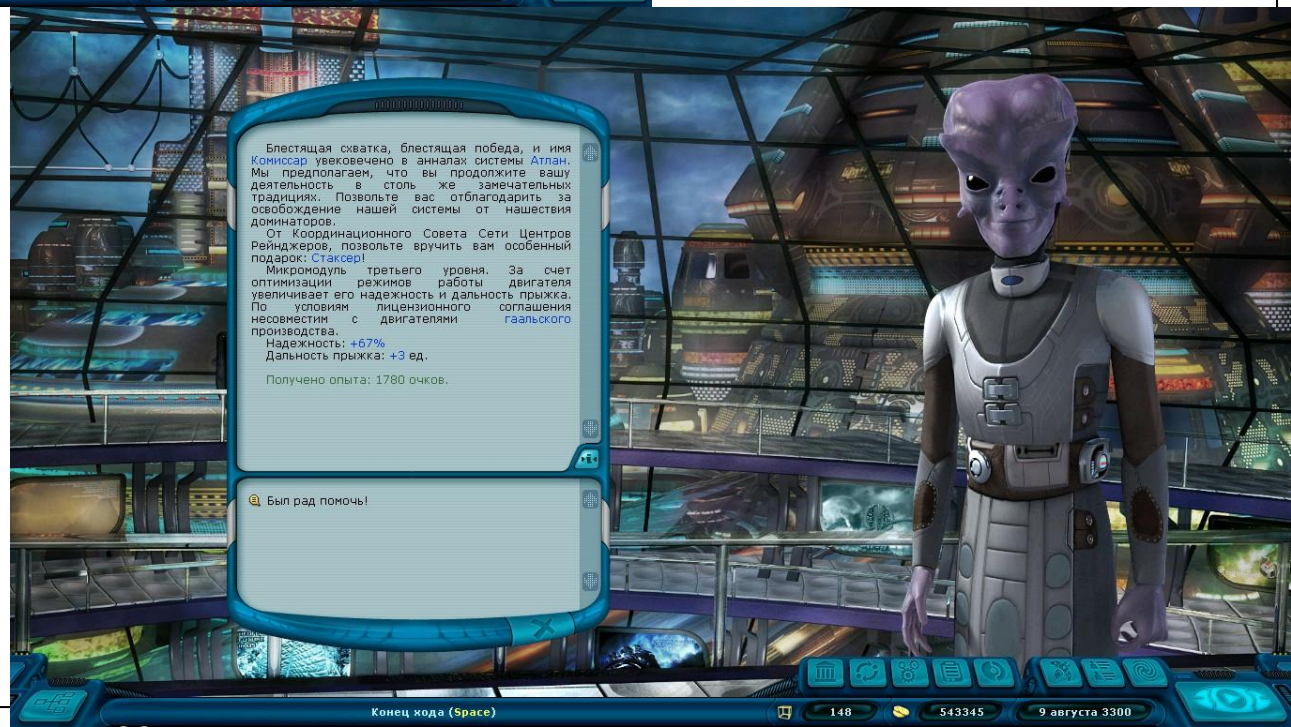 Блестящая схватка, блестящая победа, и имя
Комиссар увековечено в анналах системы Атлан.
Мы предполагаем, что вы продолжите вашу
деятельность в столь же замечательных
традициях. Позвольте вас отблагодарить за
освобождение нашей системы от нашествия
доминаторов.
От Координационного Совета Сети Центров
Рейнджеров, позвольте вручить вам особенный
подарок: Стаксер!
Микромодуль третьего уровня. За счет
оптимизации режимов работы двигателя
увеличивает его надежность и дальность прыжка.
По условиям лицензионного соглашения
несовместим с двигателями гаальского
производства.
Надежность: +67%
Дальность прыжка: +3 ед.
Получено опыта: 1780 очков.
Был рад помочь!
Конец хода (Space)
148
543345
9 августа 3300